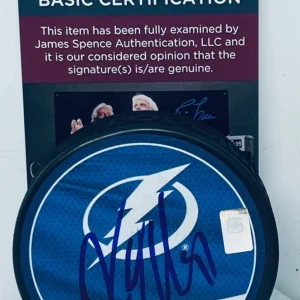 BASIC CERTIFICATION
This item has been fully examined by
James Spence Authentication, LLC and
it is our considered opinion that the
signature(s) is/are genuine.